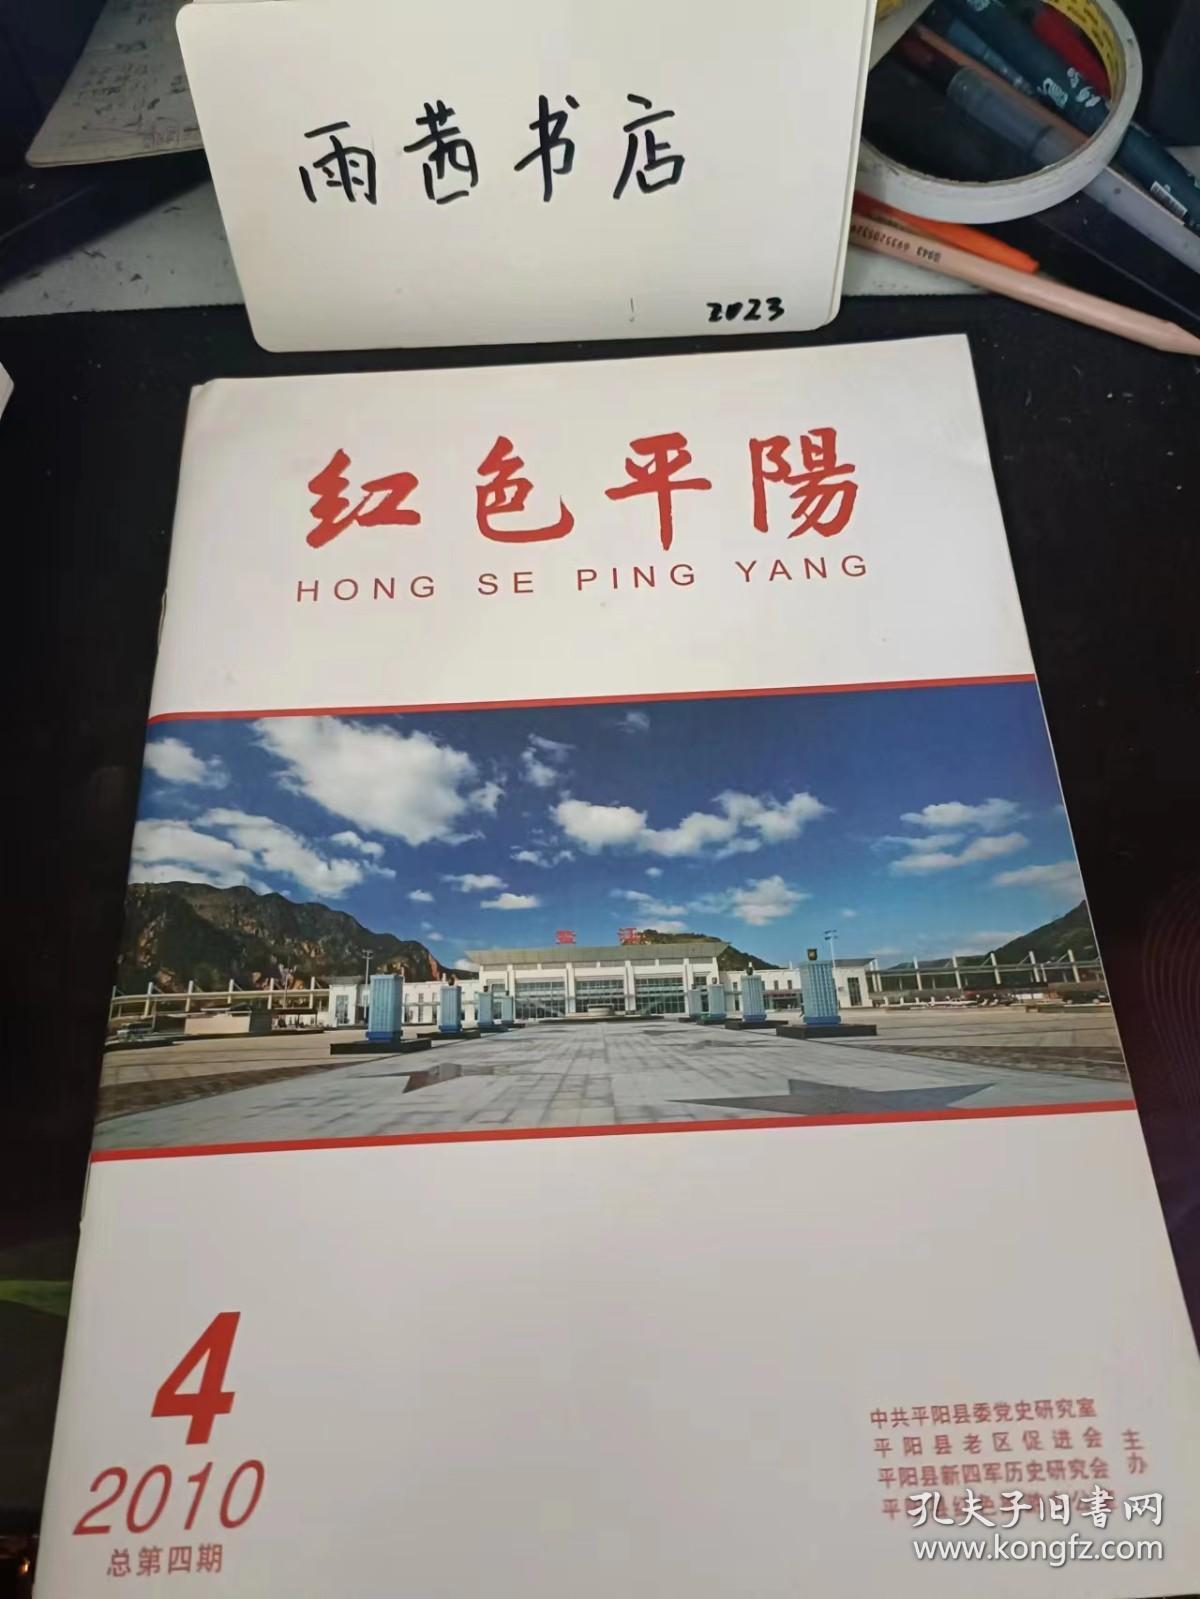 雨茜书店
2023
红色平陽
HONG SE PING YANG
鳌江
4
2010
总第四期
中共平阳县委党史研究室
平阳县老区促进会
平阳县新四军历史研究会
主办
孔夫子旧书网
www.kongfz.com